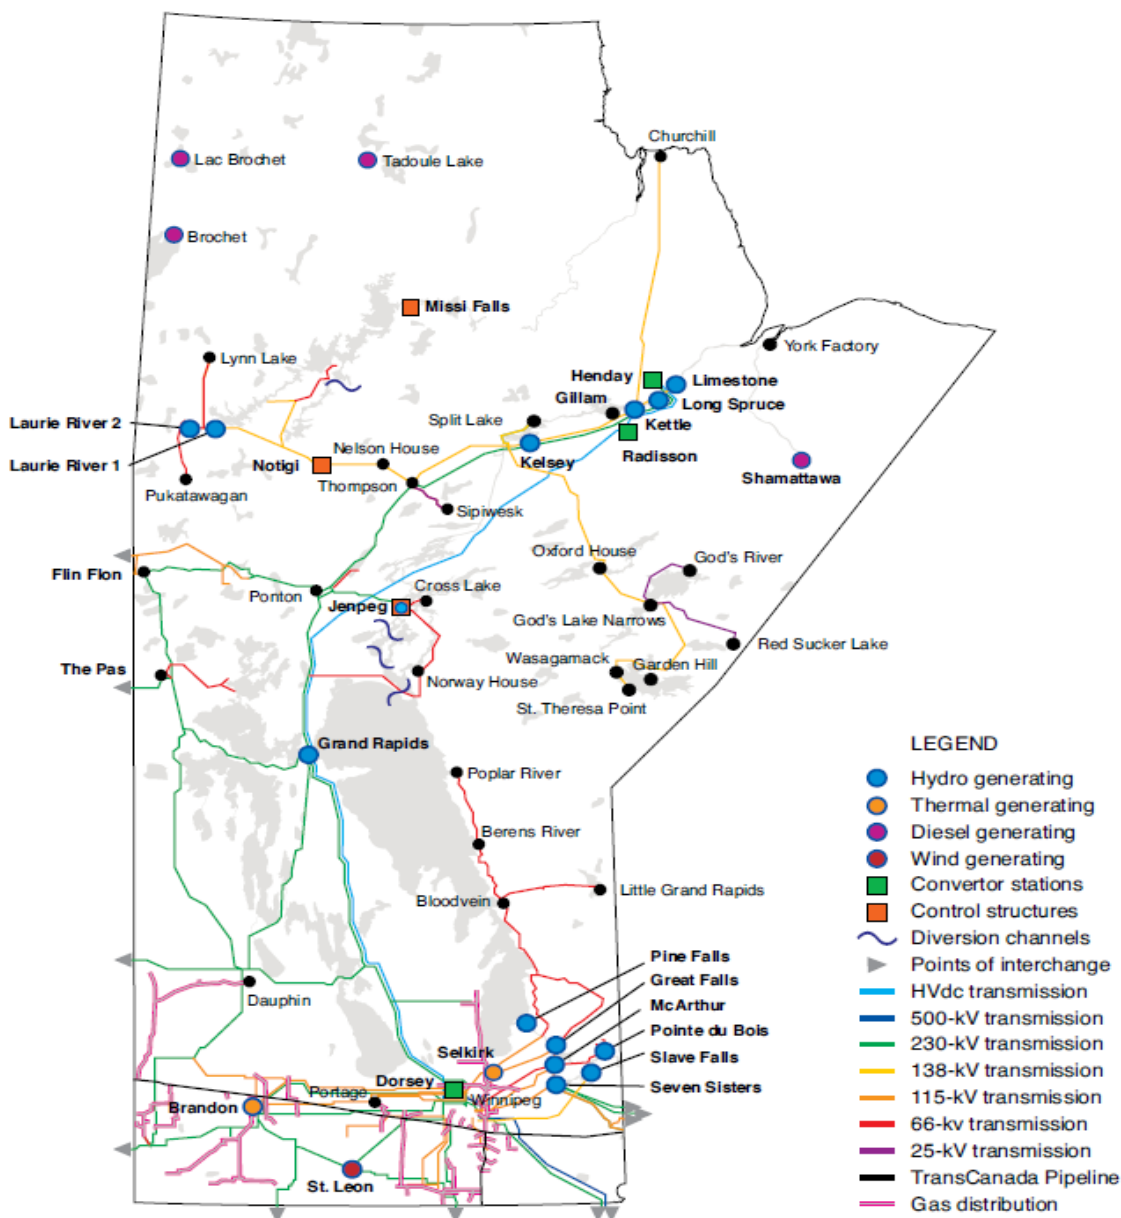 Churchill
Lac Brochet
Tadoule Lake
Brochet
Missi Falls
York Factory
Lynn Lake
Henday
Limestone
Gillam
Long Spruce
Laurie River 2
Split Lake
Kettle
Nelson House
Kelsey
Radisson
Laurie River 1
Notigi
Thompson
Shamattawa
Pukatawagan
Sipiwesk
Oxford House
God's River
Flin Flon
Ponton
Cross Lake
Jenpeg
God's Lake Narrows
Red Sucker Lake
The Pas
Wasagamack
Garden Hill
Norway House
St. Theresa Point
Grand Rapids
Poplar River
Berens River
Bloodvein
Little Grand Rapids
Pine Falls
Great Falls
McArthur
Pointe du Bois
Slave Falls
Seven Sisters
Dauphin
Selkirk
Dorsey
Portage
Winnipeg
Brandon
St. Leon
LEGEND
Hydro generating
Thermal generating
Diesel generating
Wind generating
Convertor stations
Control structures
Diversion channels
Points of interchange
HVdc transmission
500-kV transmission
230-kV transmission
138-kV transmission
115-kV transmission
66-kv transmission
25-kV transmission
TransCanada Pipeline
Gas distribution